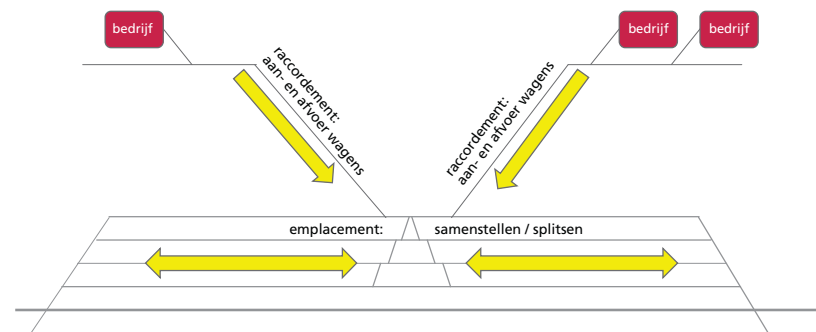 bedrijf
bedrijf
bedrijf
raccordement:
aan- en afvoer wagens
raccordement:
aan- en afvoer wagens
emplacement:
samenstellen / splitsen